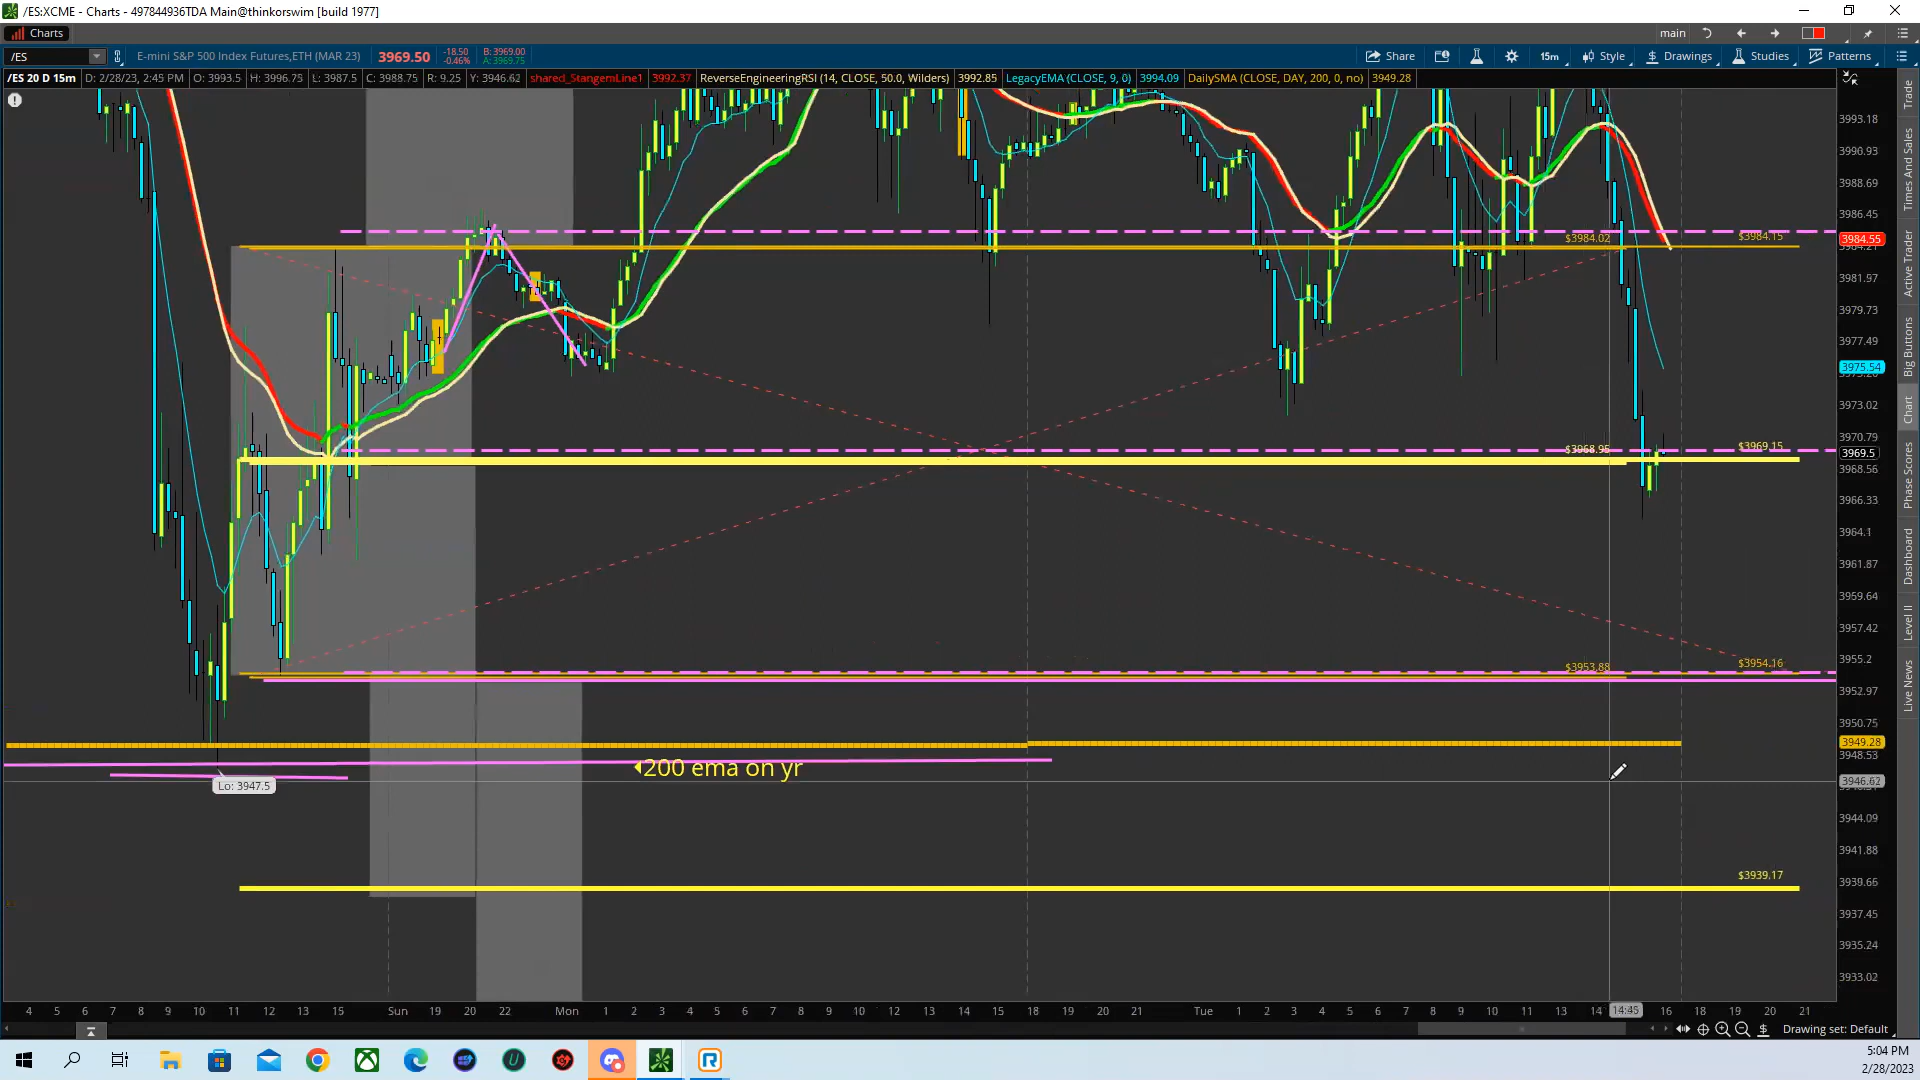 /ES:XCME - Charts - 497844936TDA Main@thinkorswim [build 1977]
Charts
main
/ES
E-mini S&P 500 Index Futures,ETH (MAR 23)
3969.50
-18.50
-0.46%
B: 3969.00
A: 3969.75
Share
15m
Style
Drawings
Studies
Patterns
/ES 20 D 15m
D: 2/28/23, 2:45 PM
O: 3993.5
H: 3996.75
L: 3987.5
C: 3988.75
R: 9.25
Y: 3946.62
shared_StangemLine1
3992.37
ReverseEngineeringRSI (14, CLOSE, 50.0, Wilders)
3992.85
LegacyEMA (CLOSE, 9, 0)
3994.09
DailySMA (CLOSE, DAY, 200, 0, no)
3949.28
3993.18
3990.93
3988.69
3986.45
3984.55
3981.97
3979.73
3977.49
3975.54
3973.02
3970.79
3969.5
3968.56
3966.33
3964.1
3961.87
3959.64
3957.42
3955.2
3952.97
3950.75
3949.28
3948.53
3946.62
3944.09
3941.88
3939.66
3937.45
3935.24
3933.02
$3984.02
$3984.15
$3968.95
$3969.15
$3953.88
$3954.16
$3939.17
200 ema on yr
Lo: 3947.5
4 5 6 7 8 9 10 11 12 13 14 15 Sun 19 20 22 Mon 1 2 3 4 5 6 7 8 9 10 11 12 13 14 15 18 19 20 21 Tue 1 2 3 4 5 6 7 8 9 10 11 13 14 14:45 16 18 19 20 21
Drawing set: Default
Trade
Times And Sales
Active Trader
Big Buttons
Chart
Phase Scores
Dashboard
Level II
Live News
5:04 PM
2/28/2023